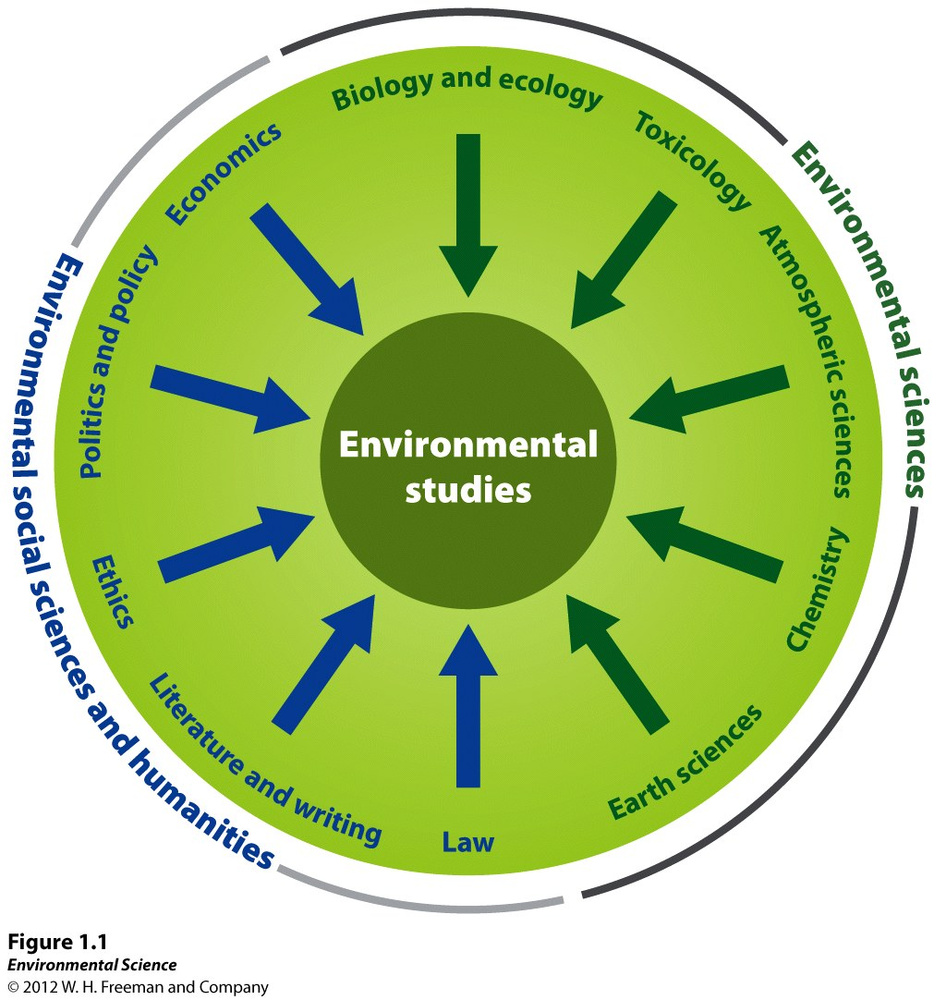 Biology and ecology
Toxicology
Atmospheric sciences
Chemistry
Earth sciences
Law
Literature and writing
Ethics
Politics and policy
Economics
Environmental sciences
Environmental social sciences and humanities
Environmental
studies
Figure 1.1
Environmental Science
© 2012 W. H. Freeman and Company